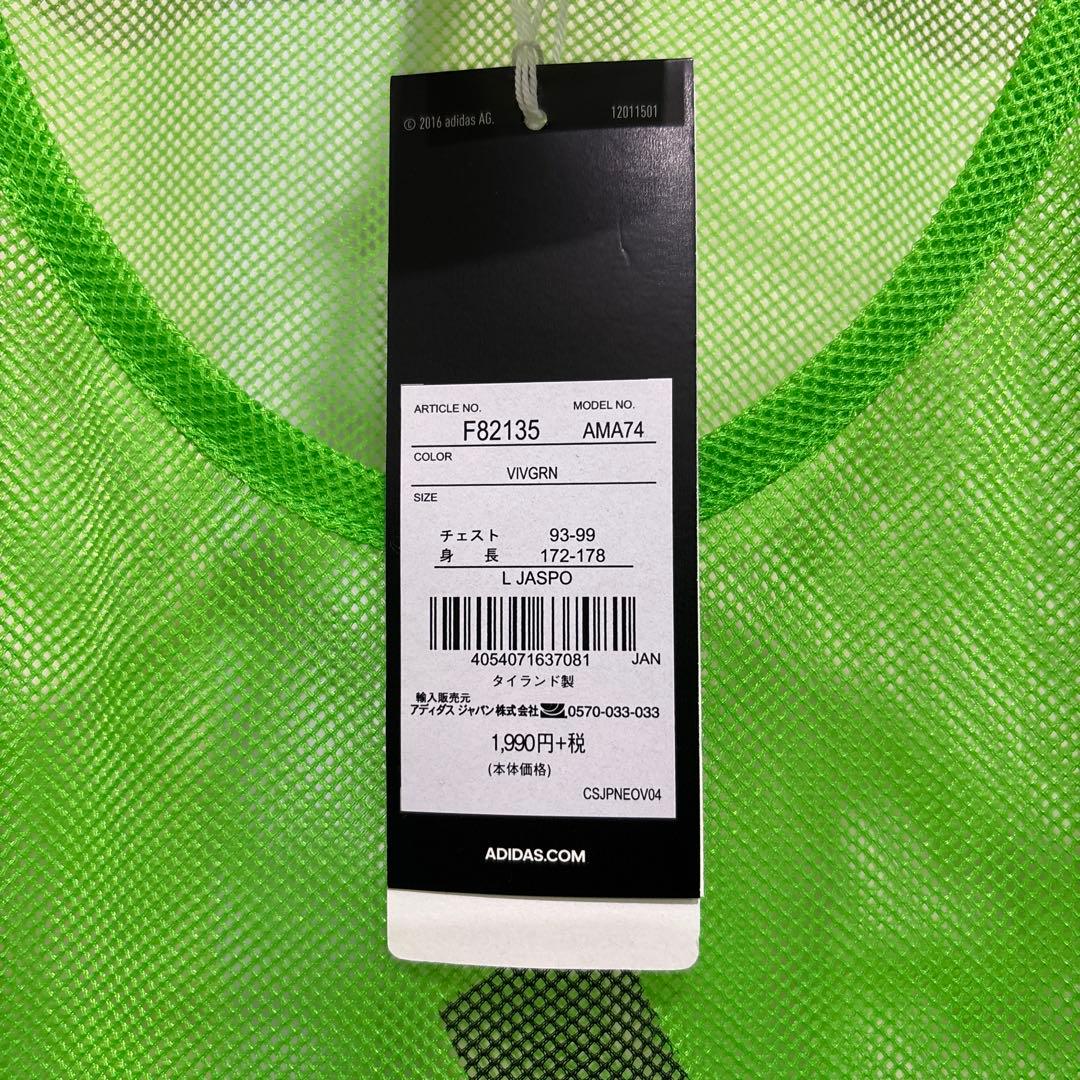 © 2016 adidas AG. 12011501
ARTICLE NO. MODEL NO.
F82135 AMA74
COLOR
VIVGRN
SIZE
チェスト 93-99
身 長 172-178
L JASPO
4054071637081 JAN
タイランド製
輸入販売元
アディダス ジャパン株式会社 0570-033-033
1,990円+税
(本体価格)
CSJPNEOV04
ADIDAS.COM